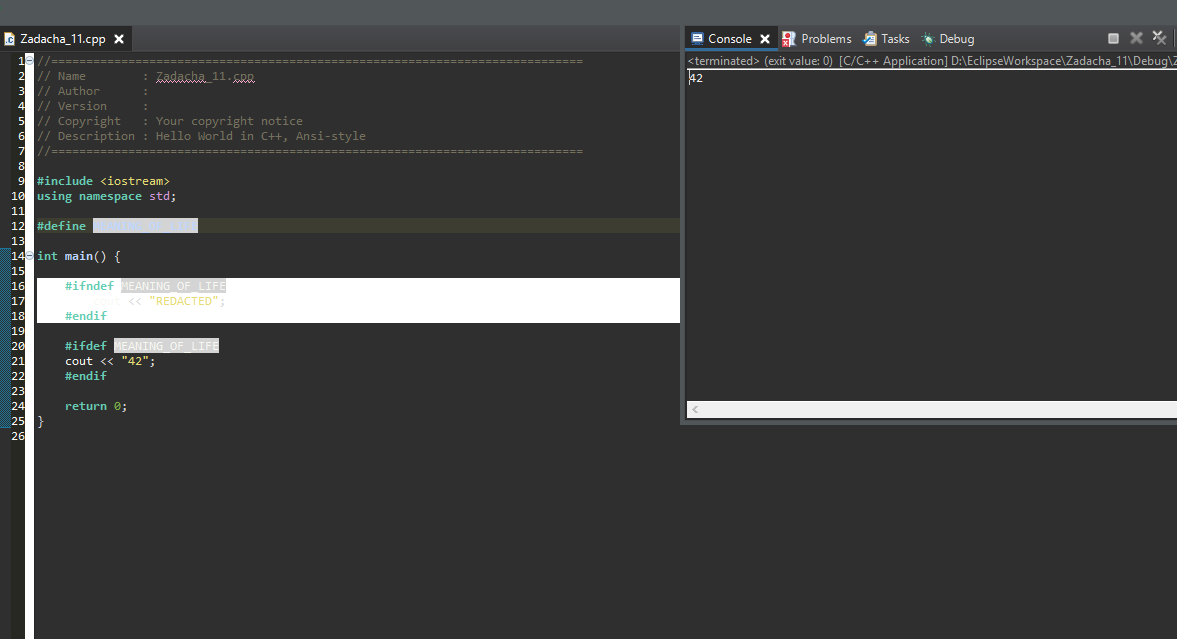 Zadacha_11.cpp
Console Problems Tasks Debug
<terminated> (exit value: 0) [C/C++ Application] D:\EclipseWorkspace\Zadacha_11\Debug\Z
42
1 //============================================================================
2 // Name        : Zadacha_11.cpp
3 // Author      :
4 // Version     :
5 // Copyright   : Your copyright notice
6 // Description : Hello World in C++, Ansi-style
7 //============================================================================
8
9 #include <iostream>
10 using namespace std;
11
12 #define
13
14 int main() {
15
16     #ifndef MEANING_OF_LIFE
17     cout << "REDACTED";
18     #endif
19
20     #ifdef MEANING_OF_LIFE
21     cout << "42";
22     #endif
23
24     return 0;
25 }
26